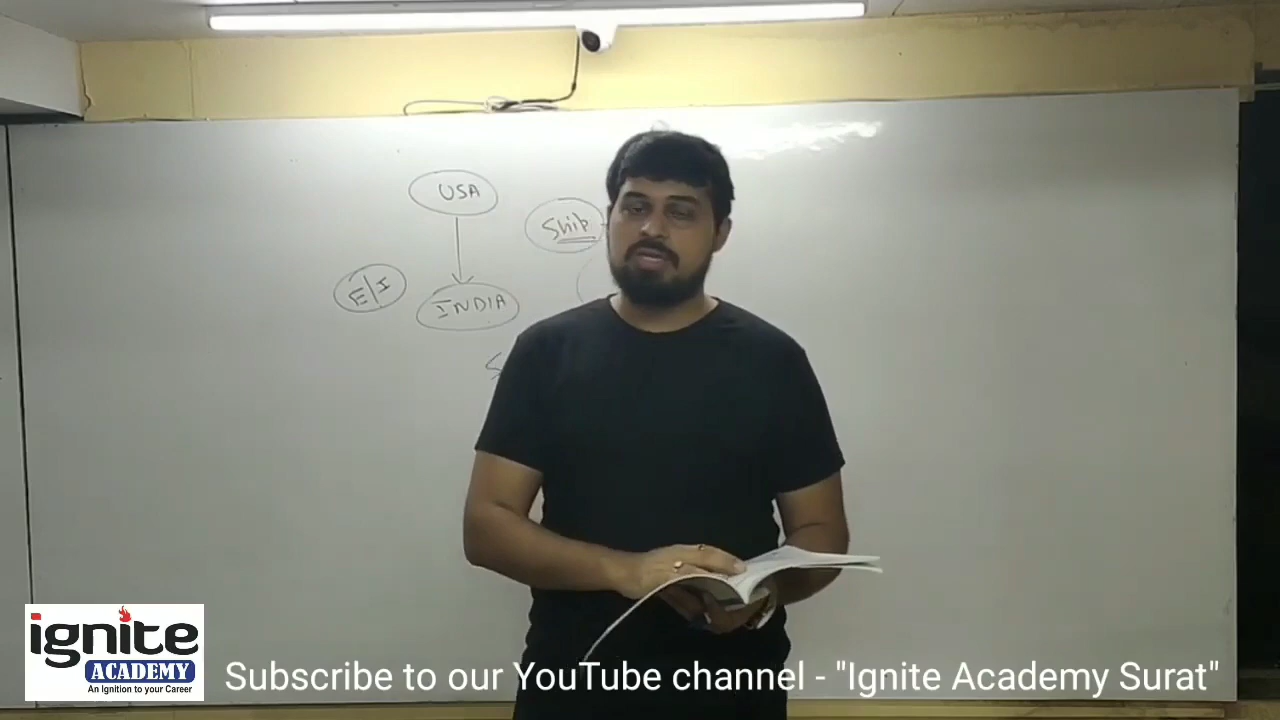 USA
Ship
E/I
INDIA
ignite
ACADEMY
An Ignition to your Career
Subscribe to our YouTube channel - "Ignite Academy Surat"